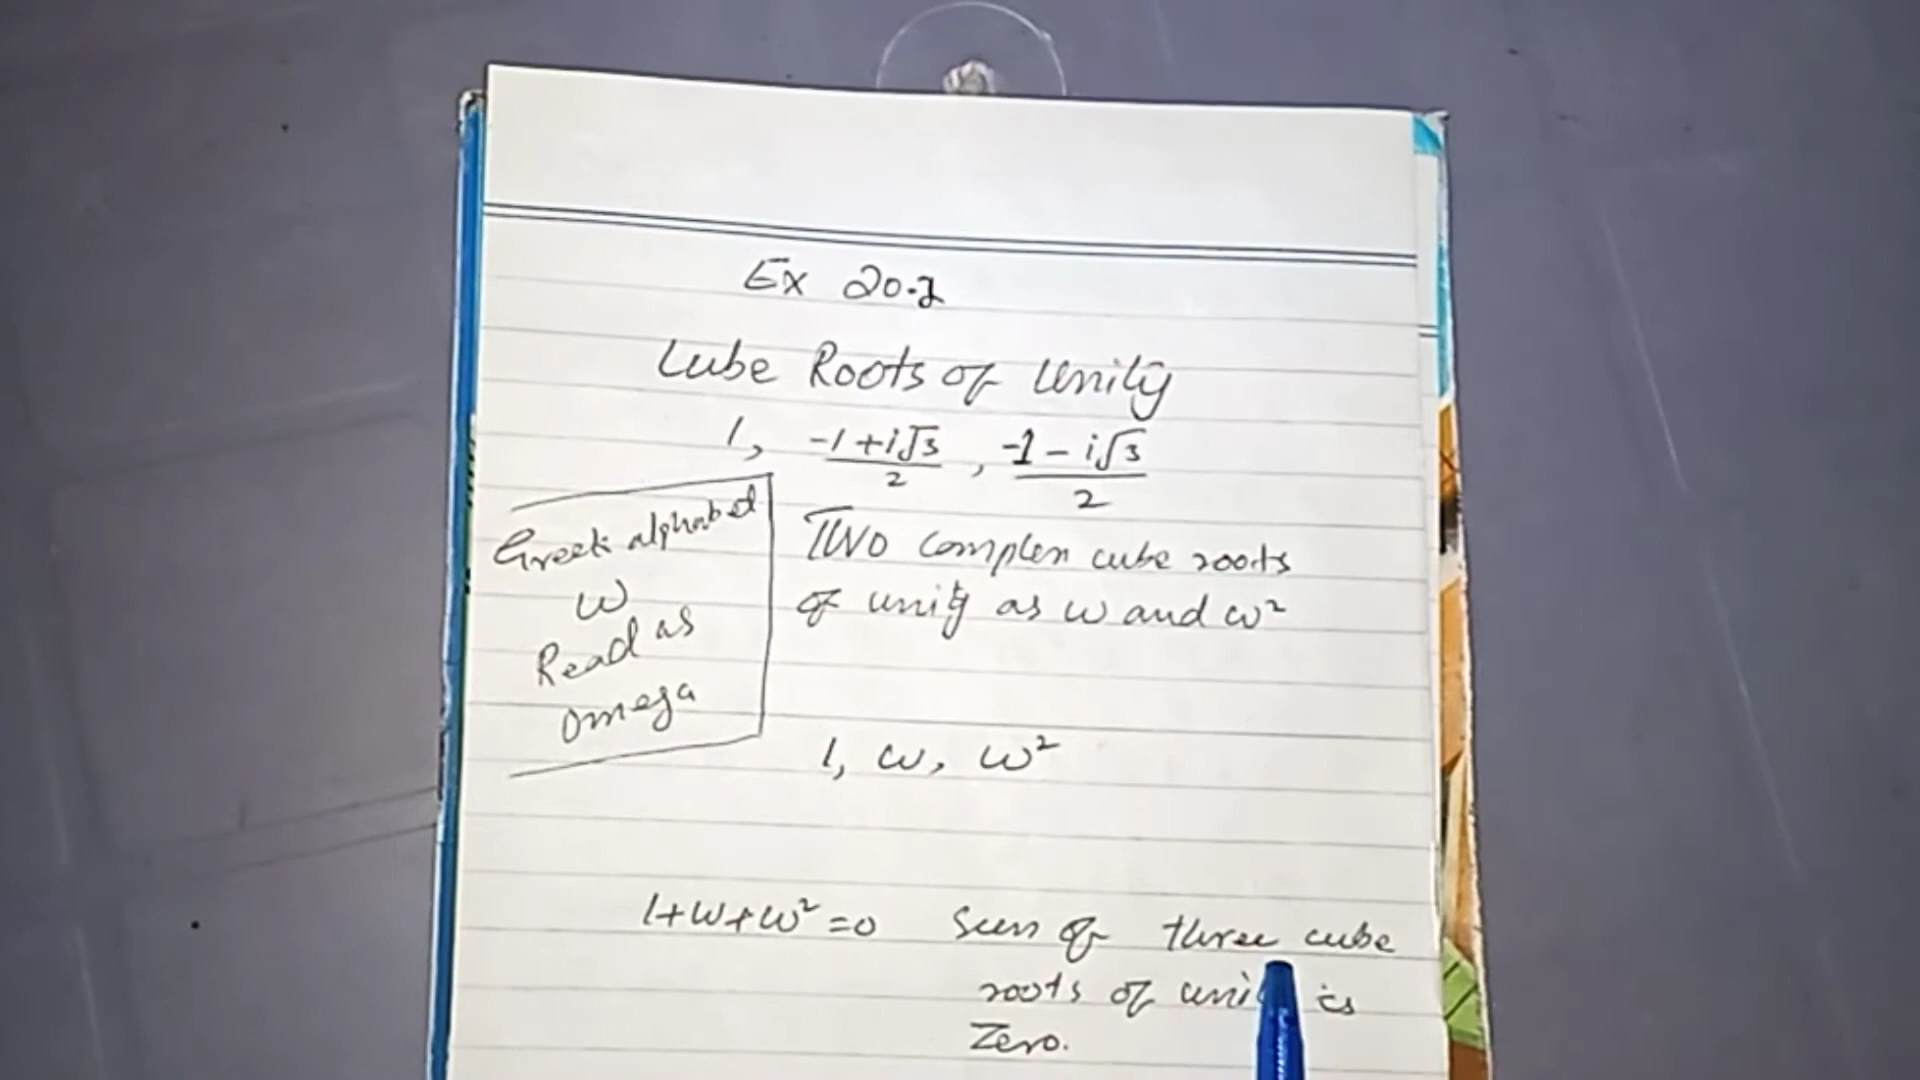 Ex 20.2
Cube Roots of Unity
1, -1+i√3/2, -1-i√3/2
Greek alphabet
ω
Read as
omega
Two complex cube roots
of unity as ω and ω²
1, ω, ω²
1+ω+ω²=0 Sum of three cube
roots of is
Zero.